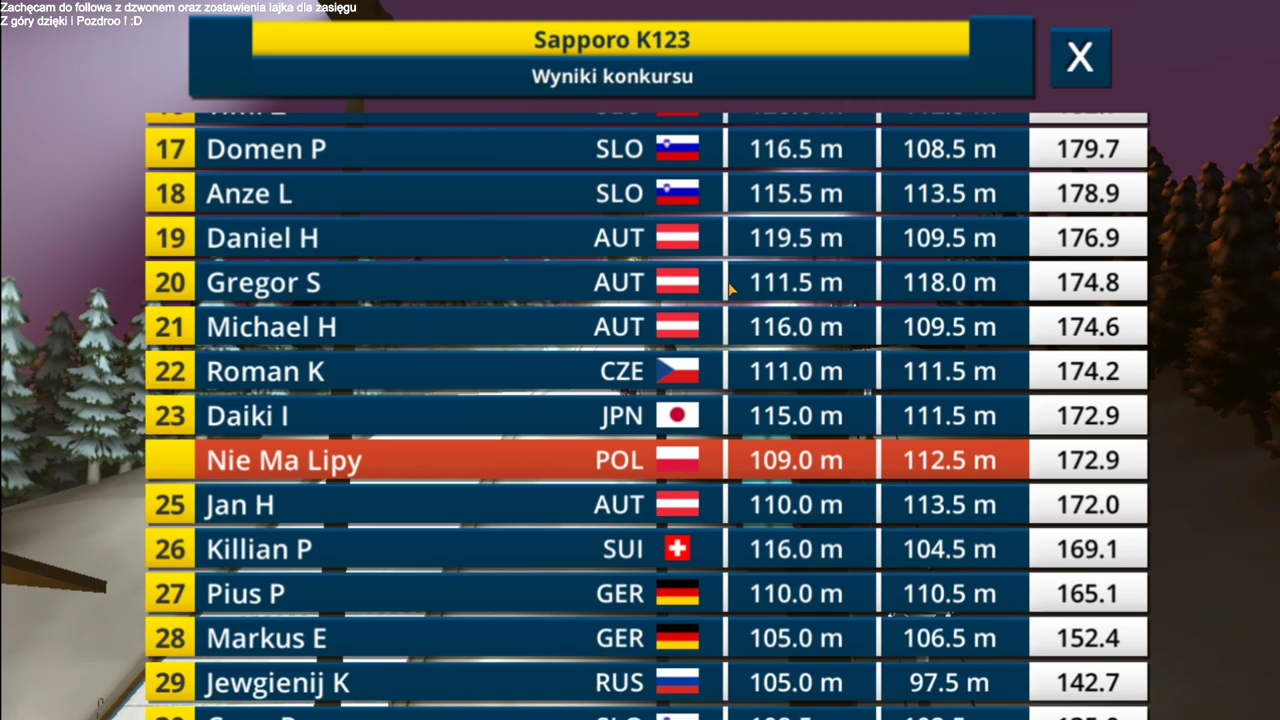 Zachęcam do followa z dzwonem oraz zostawienia lajka dla zasięgu
Z góry dzięki i Pozdroo ! :D
Sapporo K123
X
Wyniki konkursu
17 Domen P SLO 116.5 m 108.5 m 179.7
18 Anze L SLO 115.5 m 113.5 m 178.9
19 Daniel H AUT 119.5 m 109.5 m 176.9
20 Gregor S AUT 111.5 m 118.0 m 174.8
21 Michael H AUT 116.0 m 109.5 m 174.6
22 Roman K CZE 111.0 m 111.5 m 174.2
23 Daiki I JPN 115.0 m 111.5 m 172.9
Nie Ma Lipy POL 109.0 m 112.5 m 172.9
25 Jan H AUT 110.0 m 113.5 m 172.0
26 Killian P SUI 116.0 m 104.5 m 169.1
27 Pius P GER 110.0 m 110.5 m 165.1
28 Markus E GER 105.0 m 106.5 m 152.4
29 Jewgienij K RUS 105.0 m 97.5 m 142.7